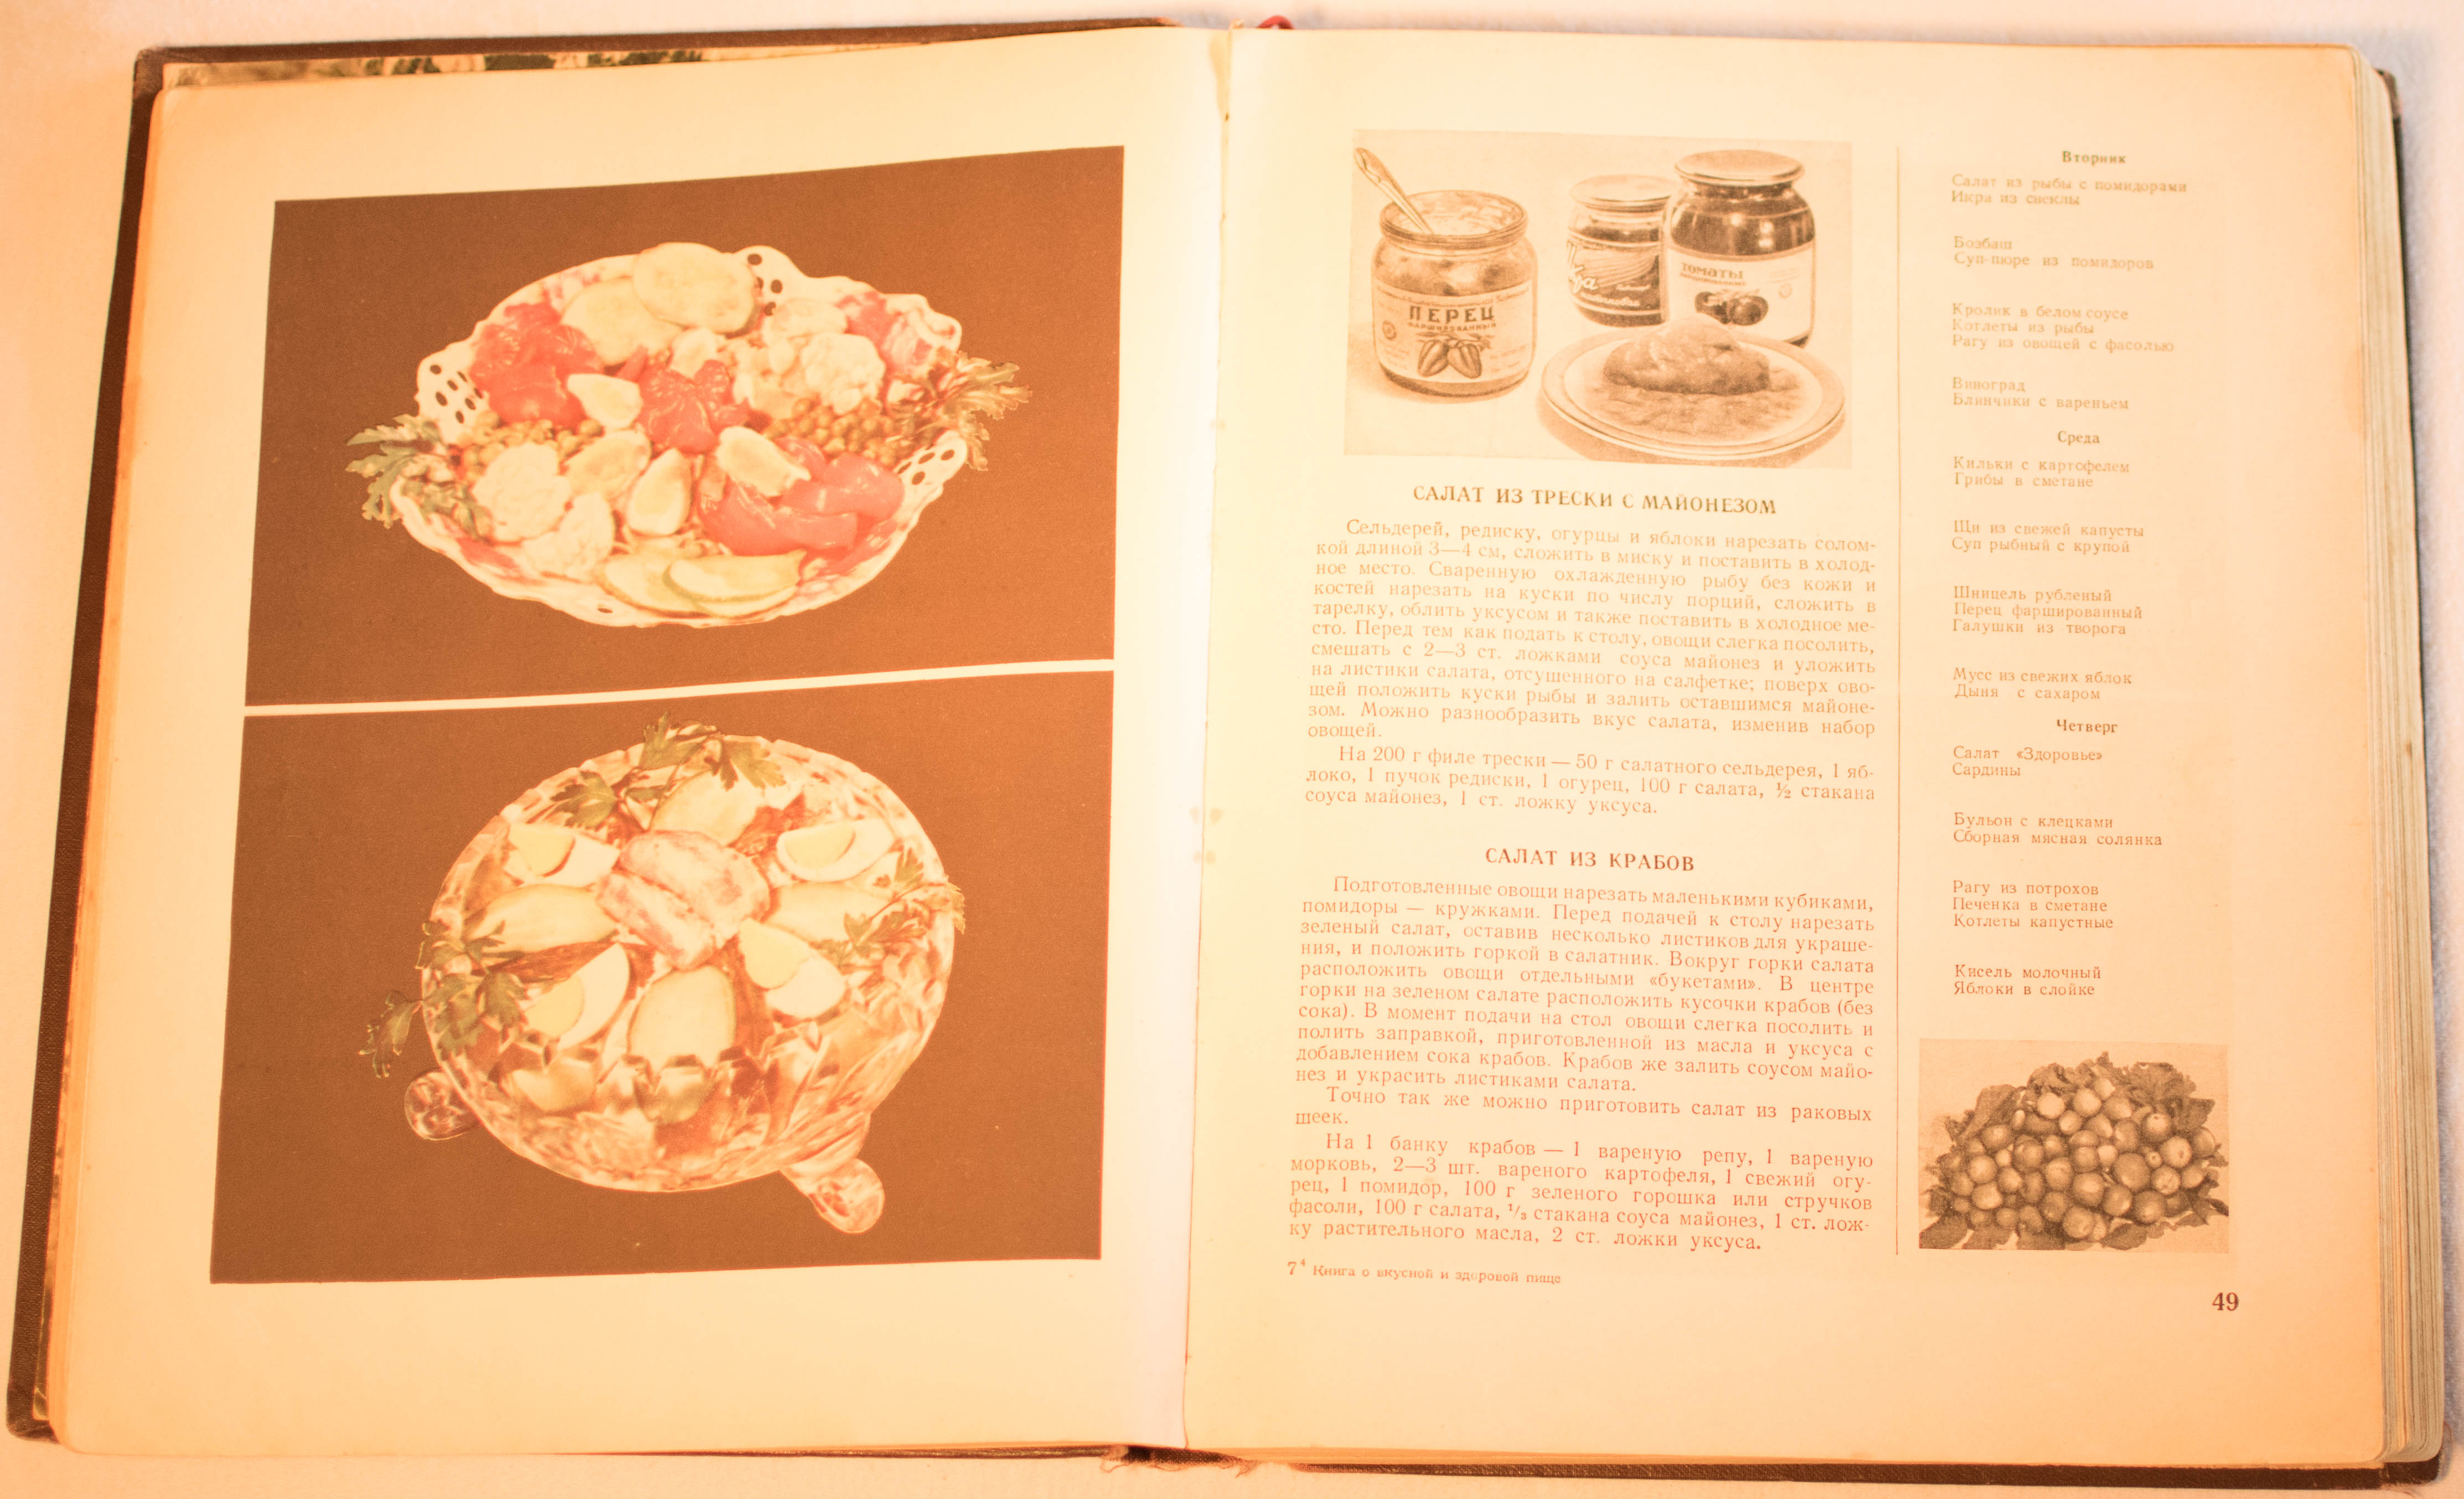 ПЕРЕЦ
ФАРШИРОВАННЫЙ
ТОМАТЫ
САЛАТ ИЗ ТРЕСКИ С МАЙОНЕЗОМ
Сельдерей, редиску, огурцы и яблоки нарезать солом-
кой длиной 3—4 см, сложить в миску и поставить в холод-
ное место. Сваренную охлажденную рыбу без кожи и
костей нарезать на куски по числу порций, сложить в
тарелку, облить уксусом и также поставить в холодное ме-
сто. Перед тем как подать к столу, овощи слегка посолить,
смешать с 2—3 ст. ложками соуса майонез и уложить
на листики салата, отсушенного на салфетке; поверх ово-
щей положить куски рыбы и залить оставшимся майоне-
зом. Можно разнообразить вкус салата, изменив набор
овощей.
На 200 г филе трески — 50 г салатного сельдерея, 1 яб-
локо, 1 пучок редиски, 1 огурец, 100 г салата, ½ стакана
соуса майонез, 1 ст. ложку уксуса.
САЛАТ ИЗ КРАБОВ
Подготовленные овощи нарезать маленькими кубиками,
помидоры — кружками. Перед подачей к столу нарезать
зеленый салат, оставив несколько листиков для украше-
ния, и положить горкой в салатник. Вокруг горки салата
расположить овощи отдельными «букетами». В центре
горки на зеленом салате расположить кусочки крабов (без
сока). В момент подачи на стол овощи слегка посолить и
полить заправкой, приготовленной из масла и уксуса с
добавлением сока крабов. Крабов же залить соусом майо-
нез и украсить листиками салата.
Точно так же можно приготовить салат из раковых
шеек.
На 1 банку крабов — 1 вареную репу, 1 вареную
морковь, 2—3 шт. вареного картофеля, 1 свежий огу-
рец, 1 помидор, 100 г зеленого горошка или стручков
фасоли, 100 г салата, ⅓ стакана соуса майонез, 1 ст. лож-
ку растительного масла, 2 ст. ложки уксуса.
7⁴ Книга о вкусной и здоровой пище
Вторник
Салат из рыбы с помидорами
Икра из свеклы
Бозбаш
Суп-пюре из помидоров
Кролик в белом соусе
Котлеты из рыбы
Рагу из овощей с фасолью
Виноград
Блинчики с вареньем
Среда
Кильки с картофелем
Грибы в сметане
Щи из свежей капусты
Суп рыбный с крупой
Шницель рубленый
Перец фаршированный
Галушки из творога
Мусс из свежих яблок
Дыня с сахаром
Четверг
Салат «Здоровье»
Сардины
Бульон с клецками
Сборная мясная солянка
Рагу из потрохов
Печенка в сметане
Котлеты капустные
Кисель молочный
Яблоки в слойке
49